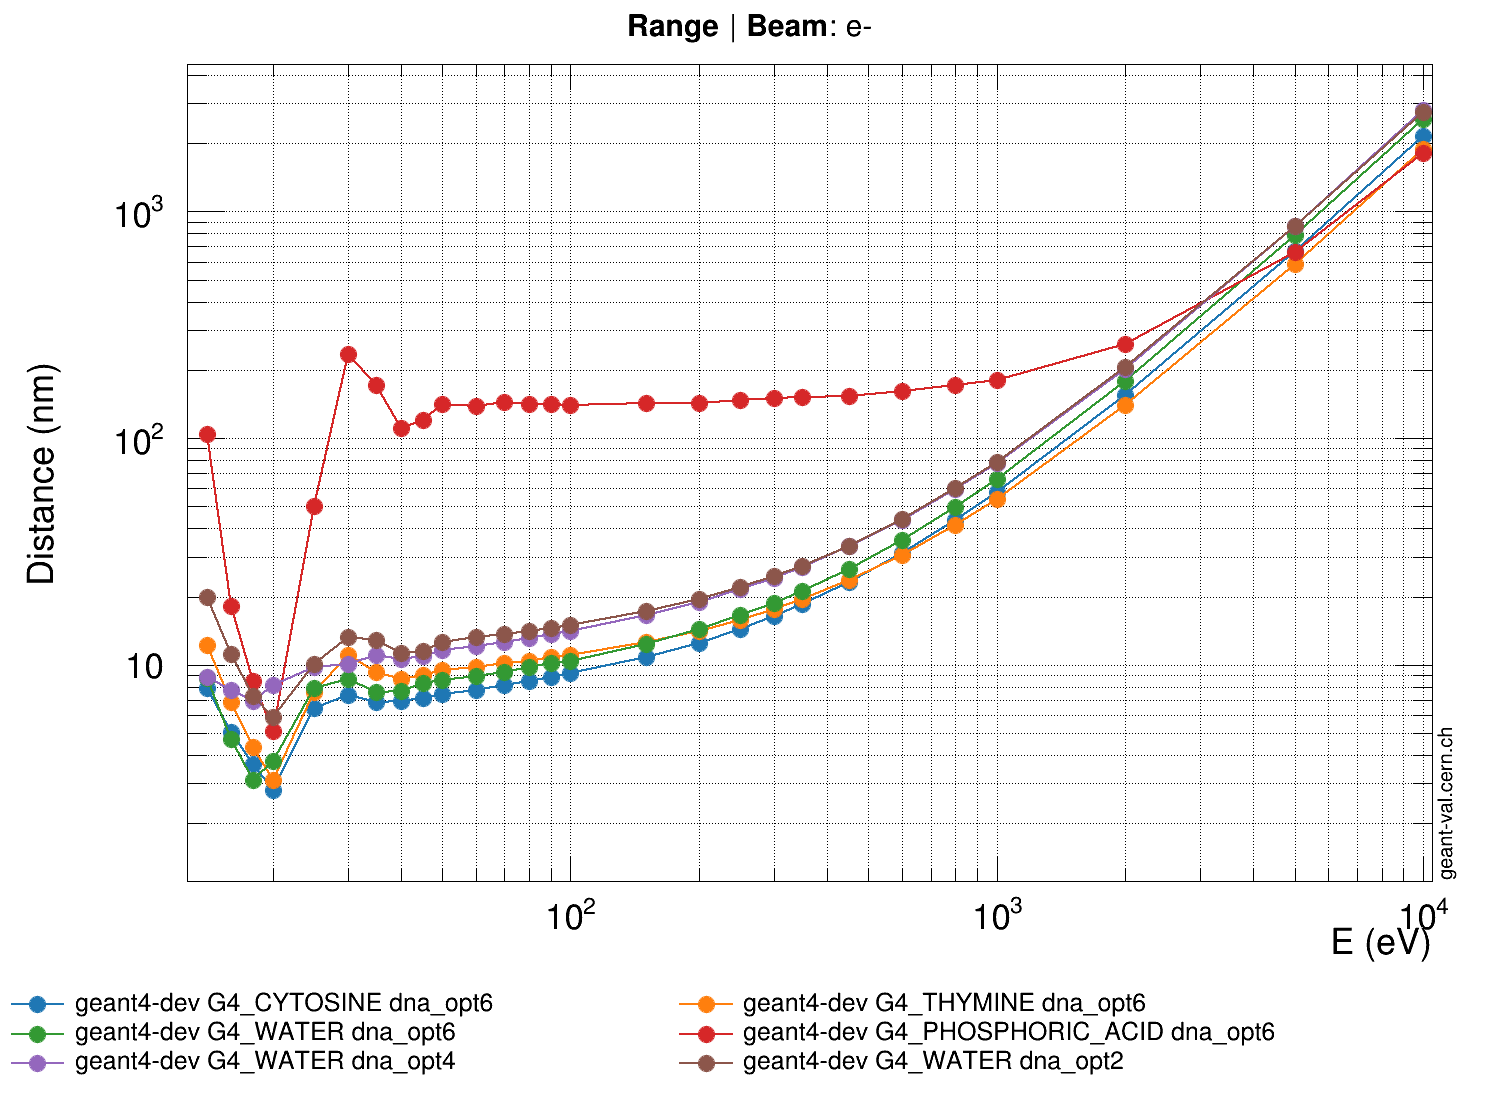 Range | Beam: e-
Distance (nm)
10³
10²
10
10²
10³
10⁴
E (eV)
geant-val.cern.ch
geant4-dev G4_CYTOSINE dna_opt6
geant4-dev G4_THYMINE dna_opt6
geant4-dev G4_WATER dna_opt6
geant4-dev G4_PHOSPHORIC_ACID dna_opt6
geant4-dev G4_WATER dna_opt4
geant4-dev G4_WATER dna_opt2